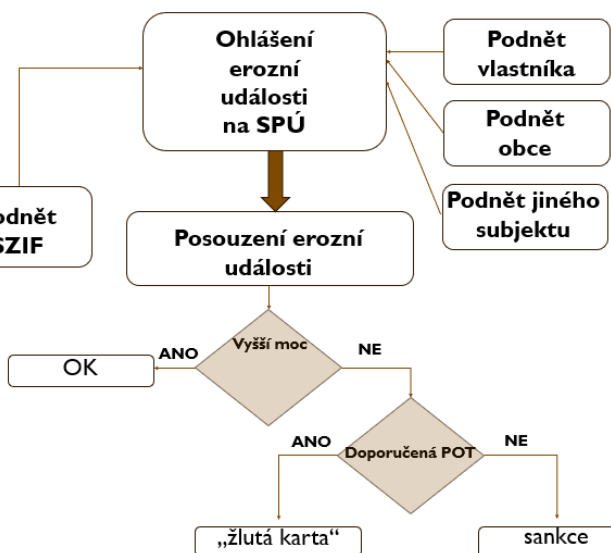 Ohlášení
erozní
události
na SPÚ
Podnět
vlastníka
Podnět
obce
Podnět jiného
subjektu
odnět
SZIF
Posouzení erozní
události
Vyšší moc
ANO
NE
OK
Doporučená POT
ANO
NE
„žlutá karta“
sankce